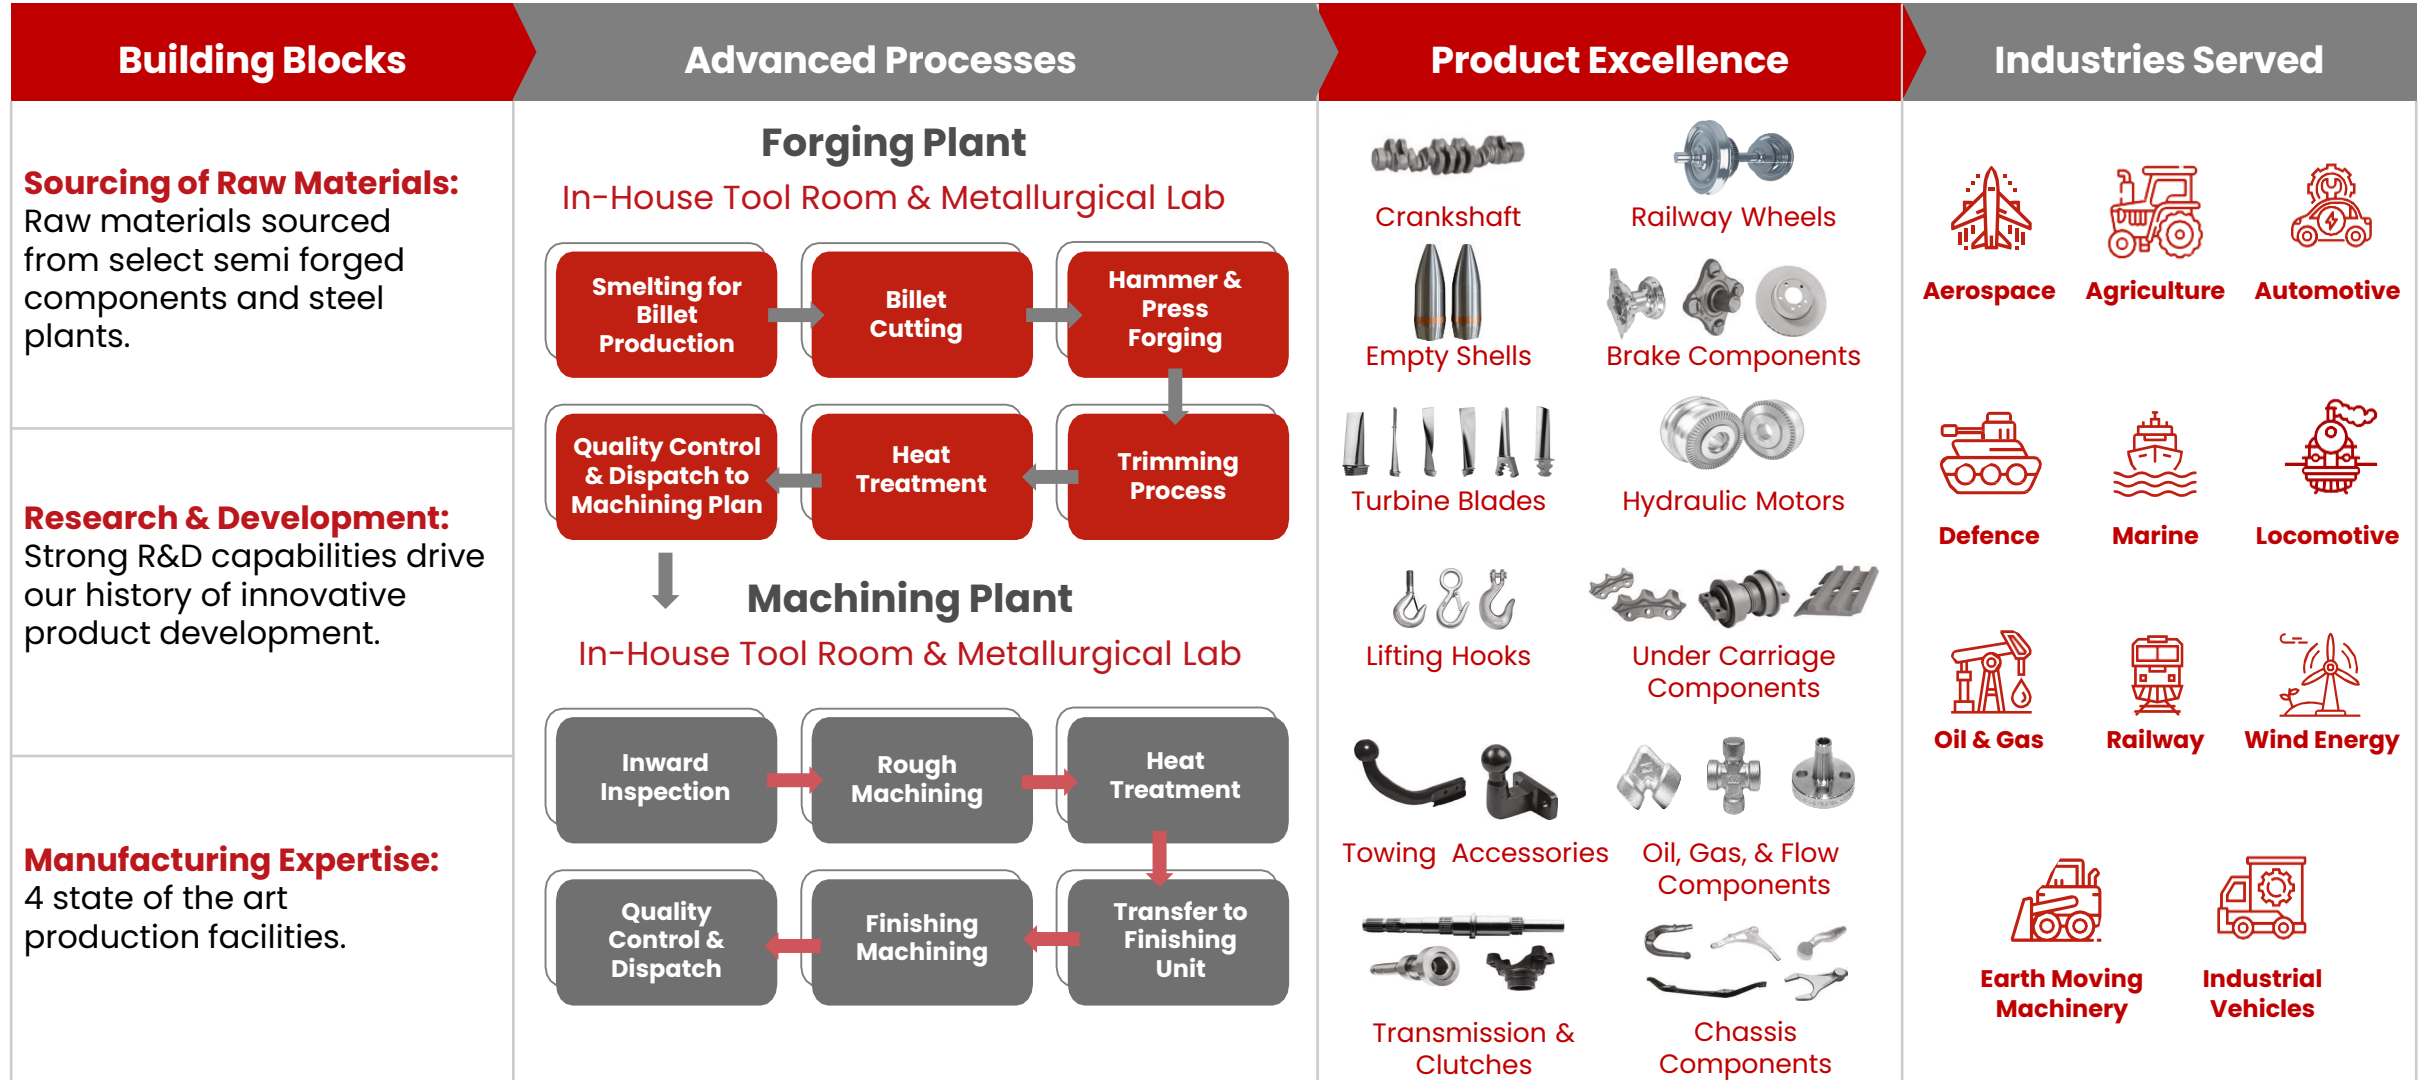 Building Blocks
Advanced Processes
Product Excellence
Industries Served
Sourcing of Raw Materials:
Raw materials sourced
from select semi forged
components and steel
plants.
Research & Development:
Strong R&D capabilities drive
our history of innovative
product development.
Manufacturing Expertise:
4 state of the art
production facilities.
Forging Plant
In-House Tool Room & Metallurgical Lab
Smelting for
Billet
Production
Billet
Cutting
Hammer &
Press
Forging
Quality Control
& Dispatch to
Machining Plan
Heat
Treatment
Trimming
Process
Machining Plant
In-House Tool Room & Metallurgical Lab
Inward
Inspection
Rough
Machining
Heat
Treatment
Quality
Control &
Dispatch
Finishing
Machining
Transfer to
Finishing
Unit
Crankshaft
Railway Wheels
Empty Shells
Brake Components
Turbine Blades
Hydraulic Motors
Lifting Hooks
Under Carriage
Components
Towing Accessories
Oil, Gas, & Flow
Components
Transmission &
Clutches
Chassis
Components
Aerospace
Agriculture
Automotive
Defence
Marine
Locomotive
Oil & Gas
Railway
Wind Energy
Earth Moving
Machinery
Industrial
Vehicles